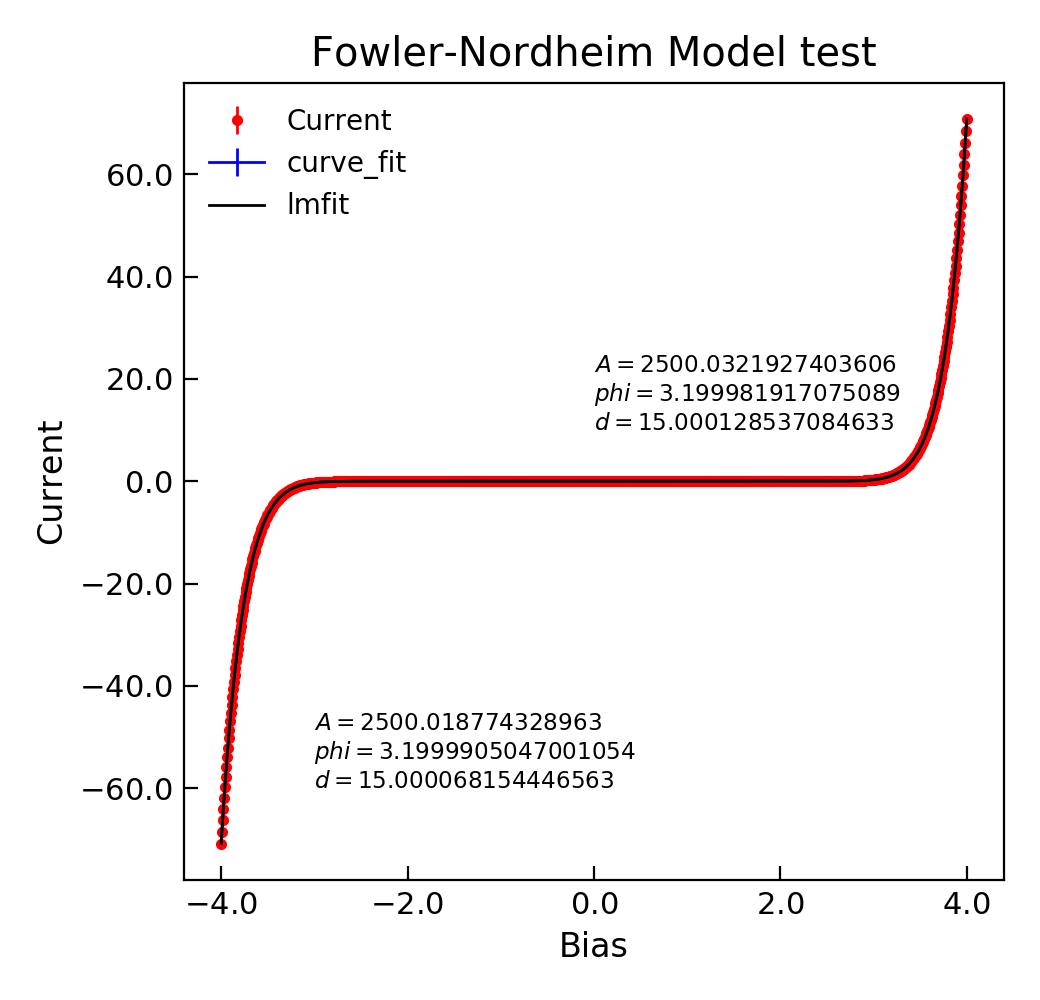 Fowler-Nordheim Model test
Current
curve_fit
lmfit
60.0
40.0
20.0
0.0
−20.0
−40.0
−60.0
Current
A = 2500.0321927403606
phi = 3.199981917075089
d = 15.000128537084633
A = 2500.018774328963
phi = 3.1999905047001054
d = 15.000068154446563
−4.0 −2.0 0.0 2.0 4.0
Bias